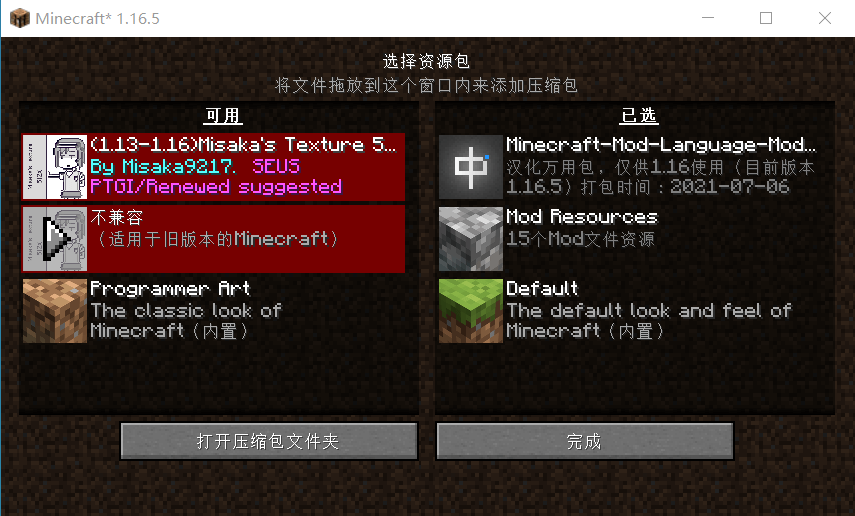 Minecraft* 1.16.5
选择资源包
将文件拖放到这个窗口内来添加压缩包
可用
(1.13-1.16)Misaka's Texture 5...
By Misaka9217. SEUS
PTGI/Renewed suggested
不兼容
（适用于旧版本的Minecraft）
Programmer Art
The classic look of
Minecraft（内置）
已选
Minecraft-Mod-Language-Mod...
汉化万用包，仅供1.16使用（目前版本
1.16.5）打包时间：2021-07-06
Mod Resources
15个Mod文件资源
Default
The default look and feel of
Minecraft（内置）
打开压缩包文件夹
完成